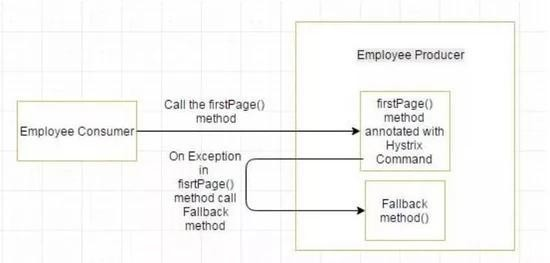 Employee Producer
Call the firstPage()
method
Employee Consumer
firstPage()
method
annotated with
Hystrix
Command
On Exception
in
fisrtPage()
method call
Fallback
method
Fallback
method()